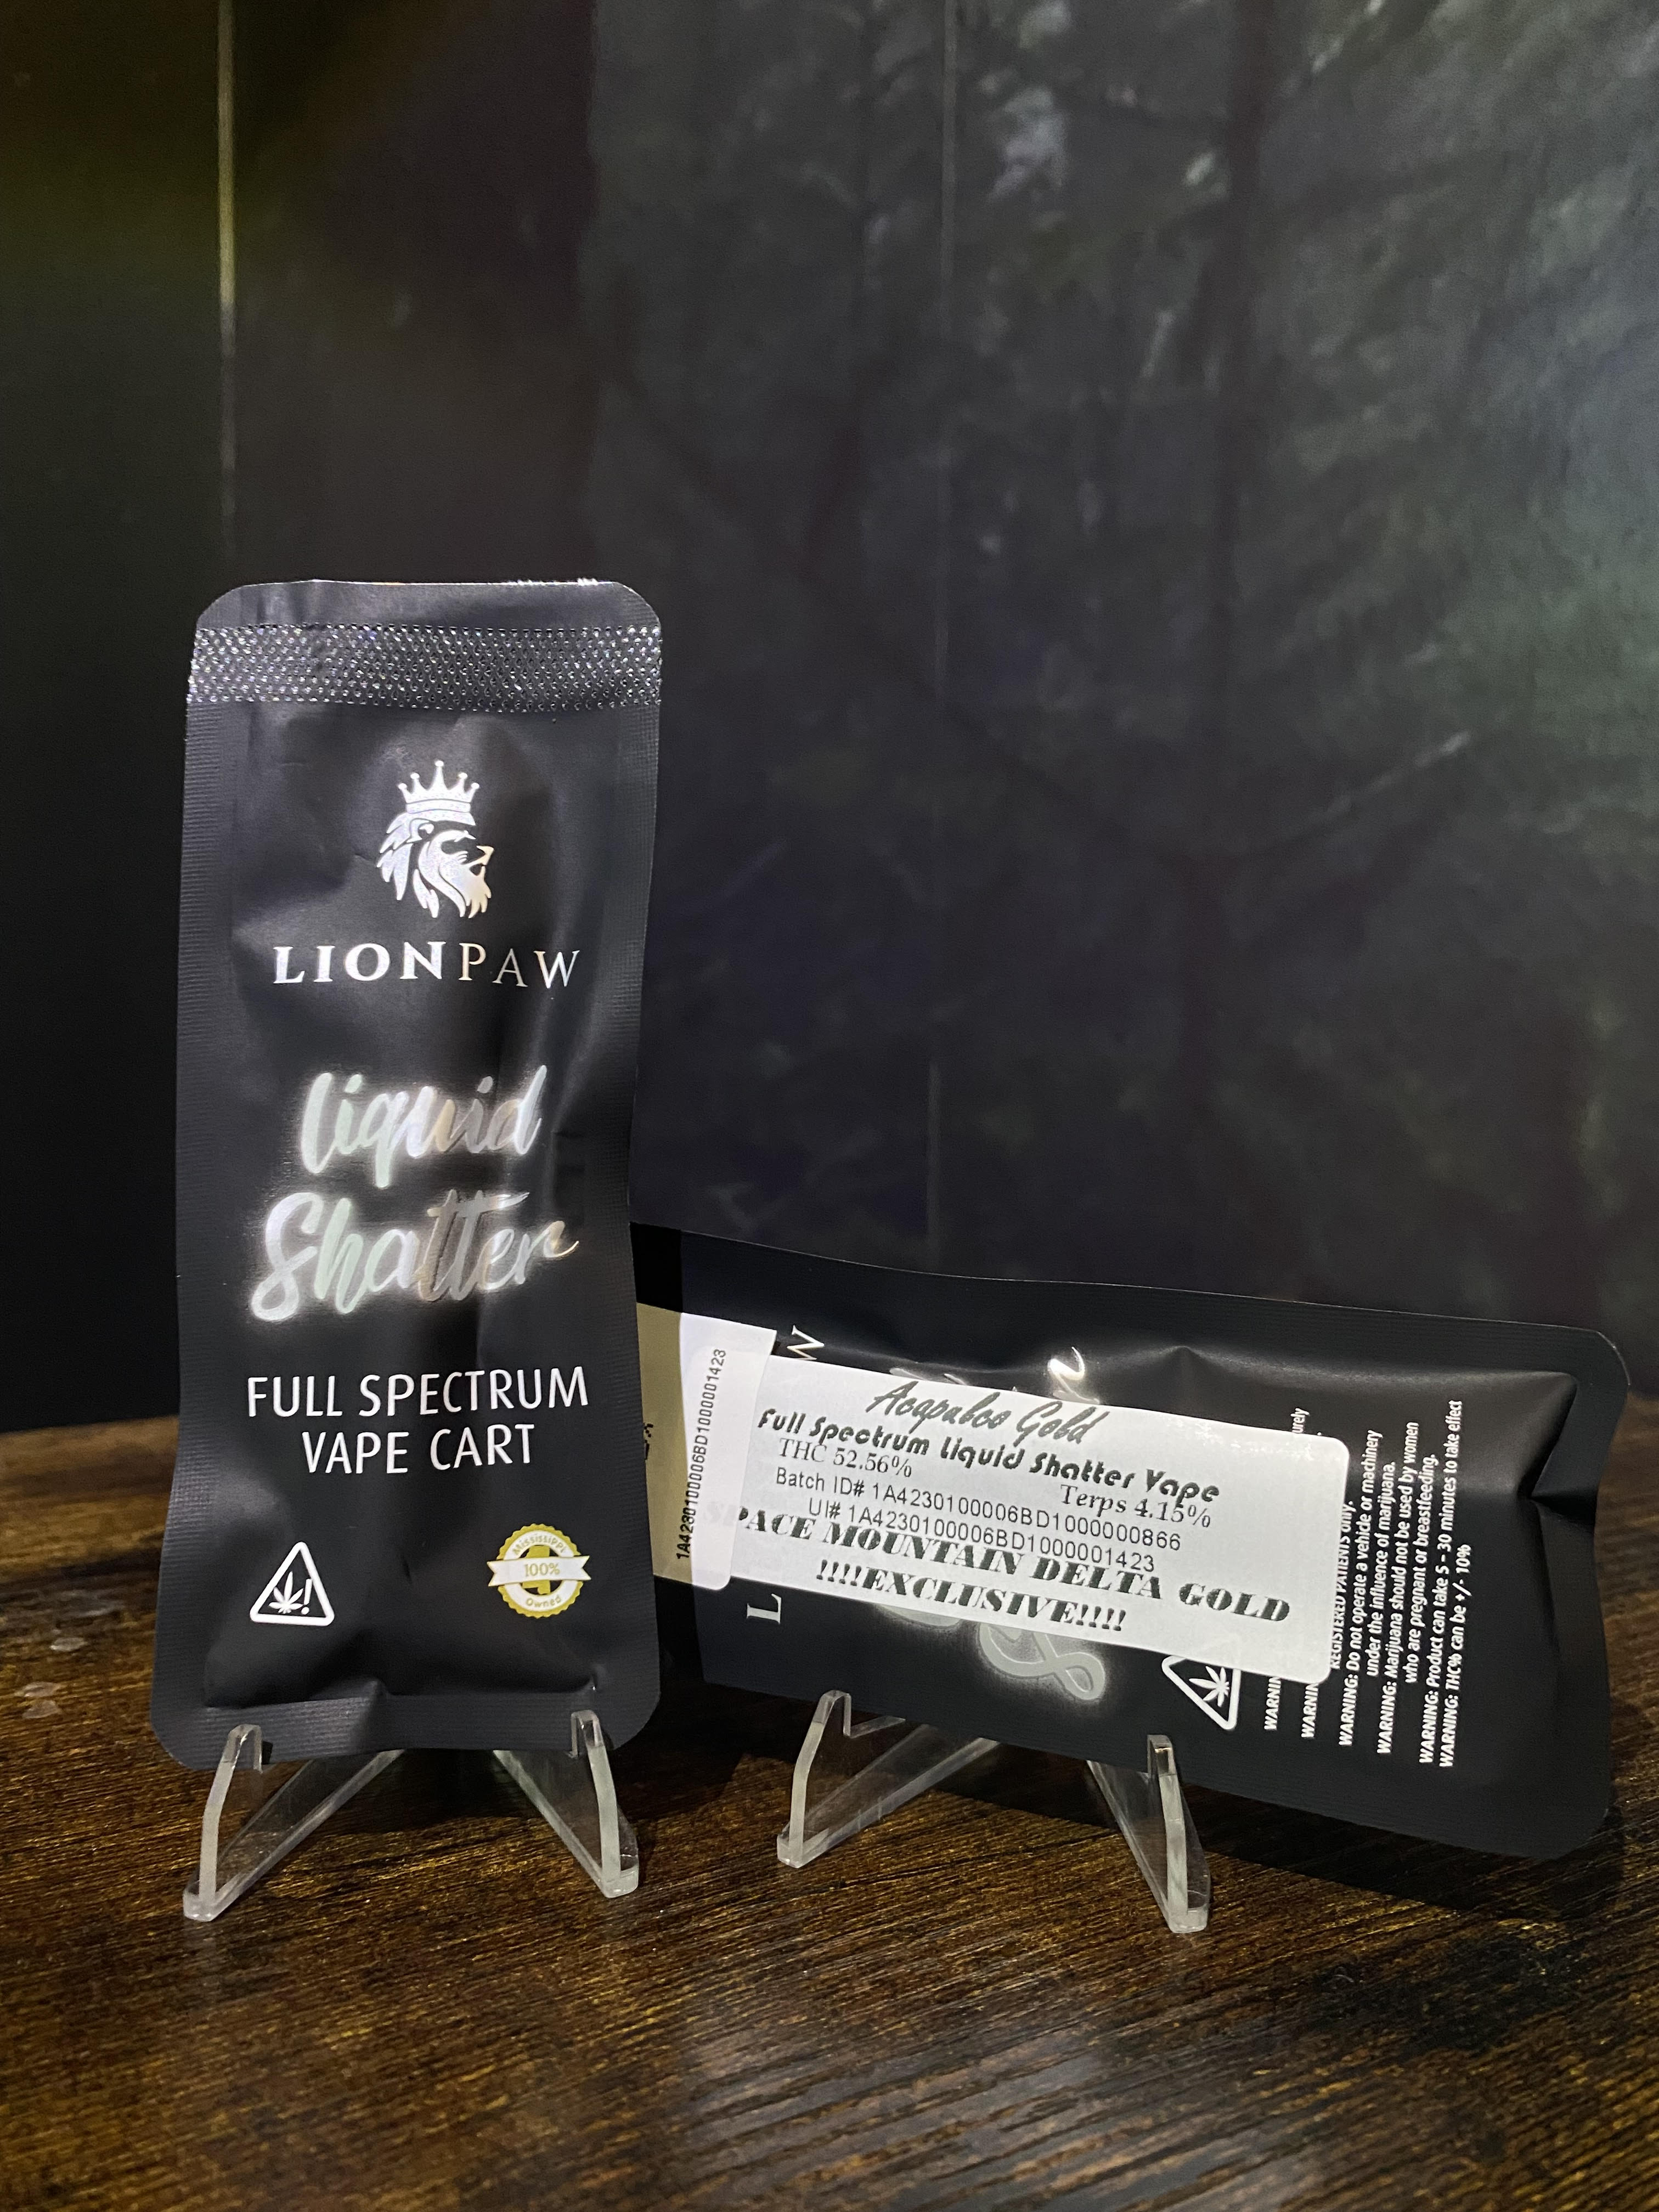 LIONPAW
liquid
Shatter
FULL SPECTRUM
VAPE CART
Mississippi
100%
Owned
1A4230100006BD1000001423
Acapulco Gold
Full Spectrum Liquid Shatter Vape
THC 52.56%
Terps 4.15%
Batch ID# 1A4230100006BD1000000866
UI# 1A4230100006BD1000001423
SPACE MOUNTAIN DELTA GOLD
!!!!EXCLUSIVE!!!!
L
W
REGISTERED PATIENTS only.
WARNING: Do not operate a vehicle or machinery
under the influence of marijuana.
WARNING: Marijuana should not be used by women
who are pregnant or breastfeeding.
WARNING: Product can take 5 - 30 minutes to take effect
WARNING: THC% can be +/- 10%